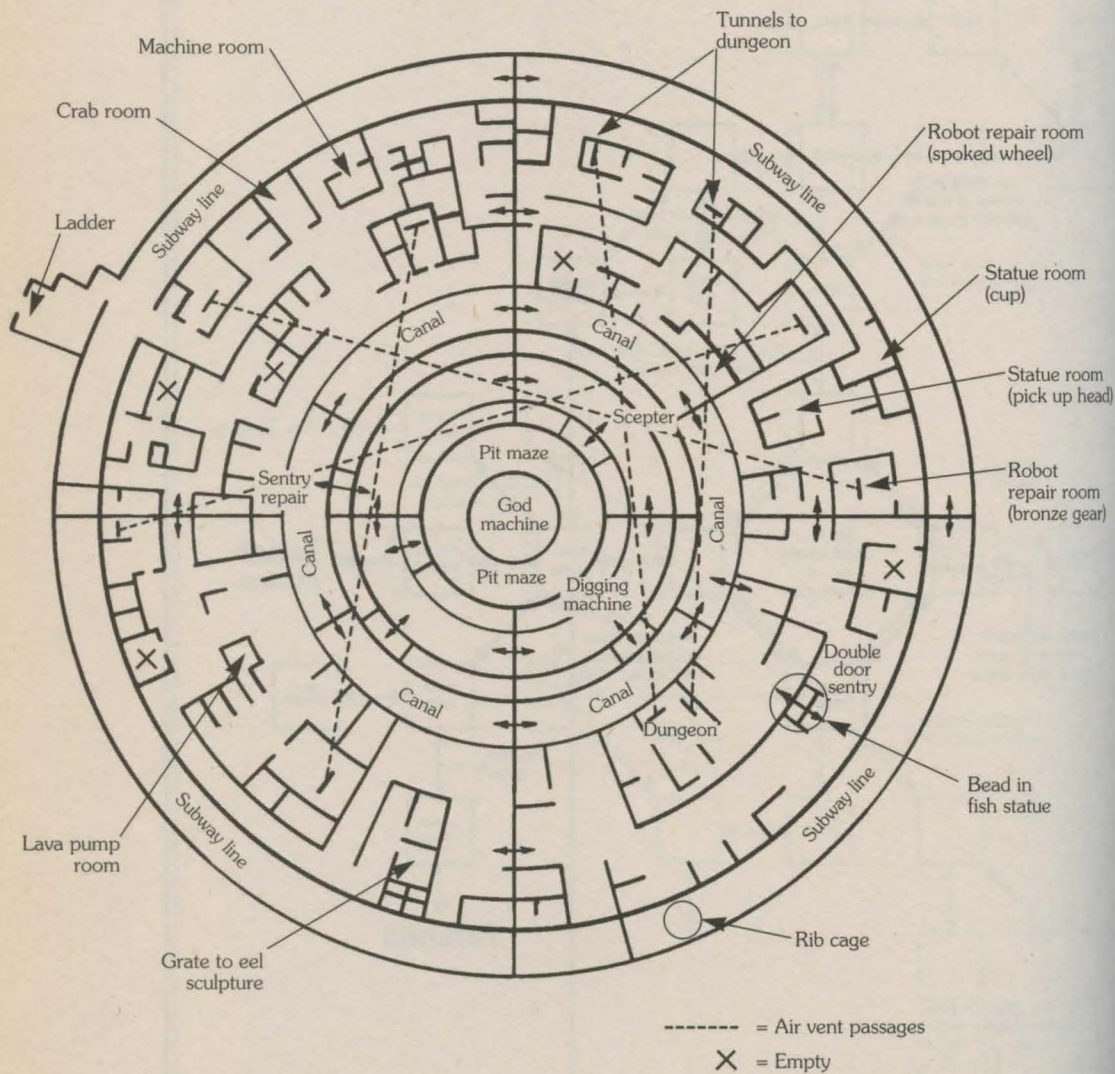 Tunnels to
dungeon
Machine room
Crab room
Robot repair room
(spoked wheel)
Subway line
Subway line
Ladder
Statue room
(cup)
Canal
Canal
Statue room
(pick up head)
Scepter
Pit maze
Sentry
repair
God
machine
Robot
repair room
(bronze gear)
Canal
Canal
Pit maze
Digging
machine
Double
door
sentry
Canal
Canal
Dungeon
Bead in
fish statue
Subway line
Subway line
Lava pump
room
Rib cage
Grate to eel
sculpture
= Air vent passages
= Empty